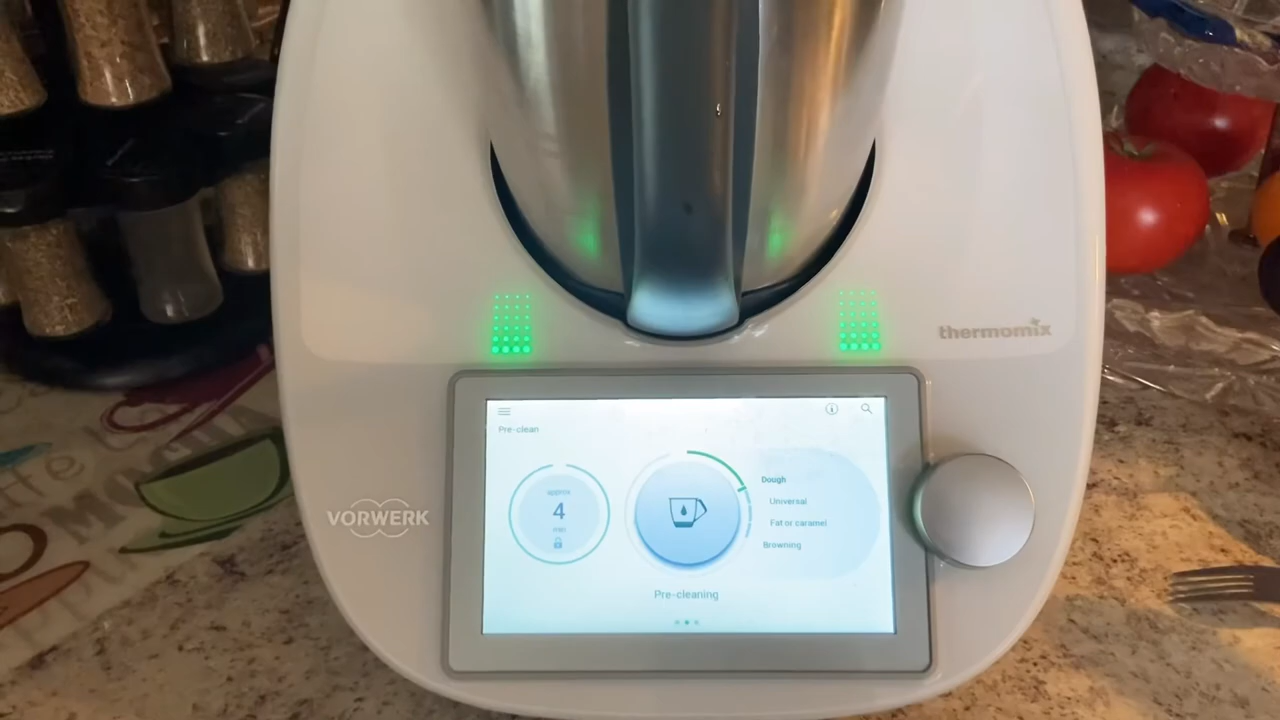 thermomix
Pre-clean
Dough
approx
4
Universal
VORWERK
min
Fat or caramel
Browning
Pre-cleaning